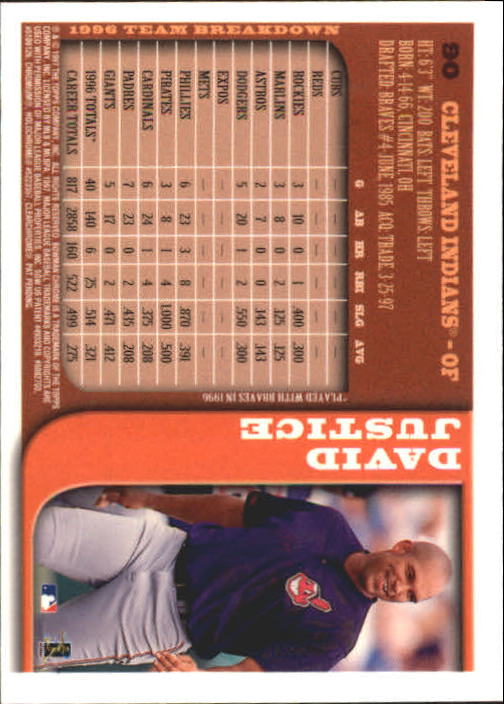 90 CLEVELAND INDIANS® - OF
HT: 6'3" WT: 200 BATS: LEFT THROWS: LEFT
BORN: 4-14-66, CINCINNATI, OH
DRAFTED: BRAVES #4-JUNE, 1985 ACQ: TRADE, 3-25-97
DAVID
JUSTICE
G AB HR RBI SLG AVG
CUBS — — — — — —
REDS — — — — — —
ROCKIES 3 10 0 1 .400 .300
MARLINS 3 8 0 2 .125 .125
ASTROS 2 7 0 0 .143 .143
DODGERS 5 20 1 2 .550 .300
EXPOS — — — — — —
METS — — — — — —
PHILLIES 6 23 3 8 .870 .391
PIRATES 3 8 1 4 1.000 .500
CARDINALS 6 24 1 4 .375 .208
PADRES 7 23 0 2 .435 .208
GIANTS 5 17 0 2 .471 .412
1996 TOTALS* 40 140 6 25 .514 .321
CAREER TOTALS 817 2858 160 522 .499 .275
*PLAYED WITH BRAVES IN 1996
1996 TEAM BREAKDOWN